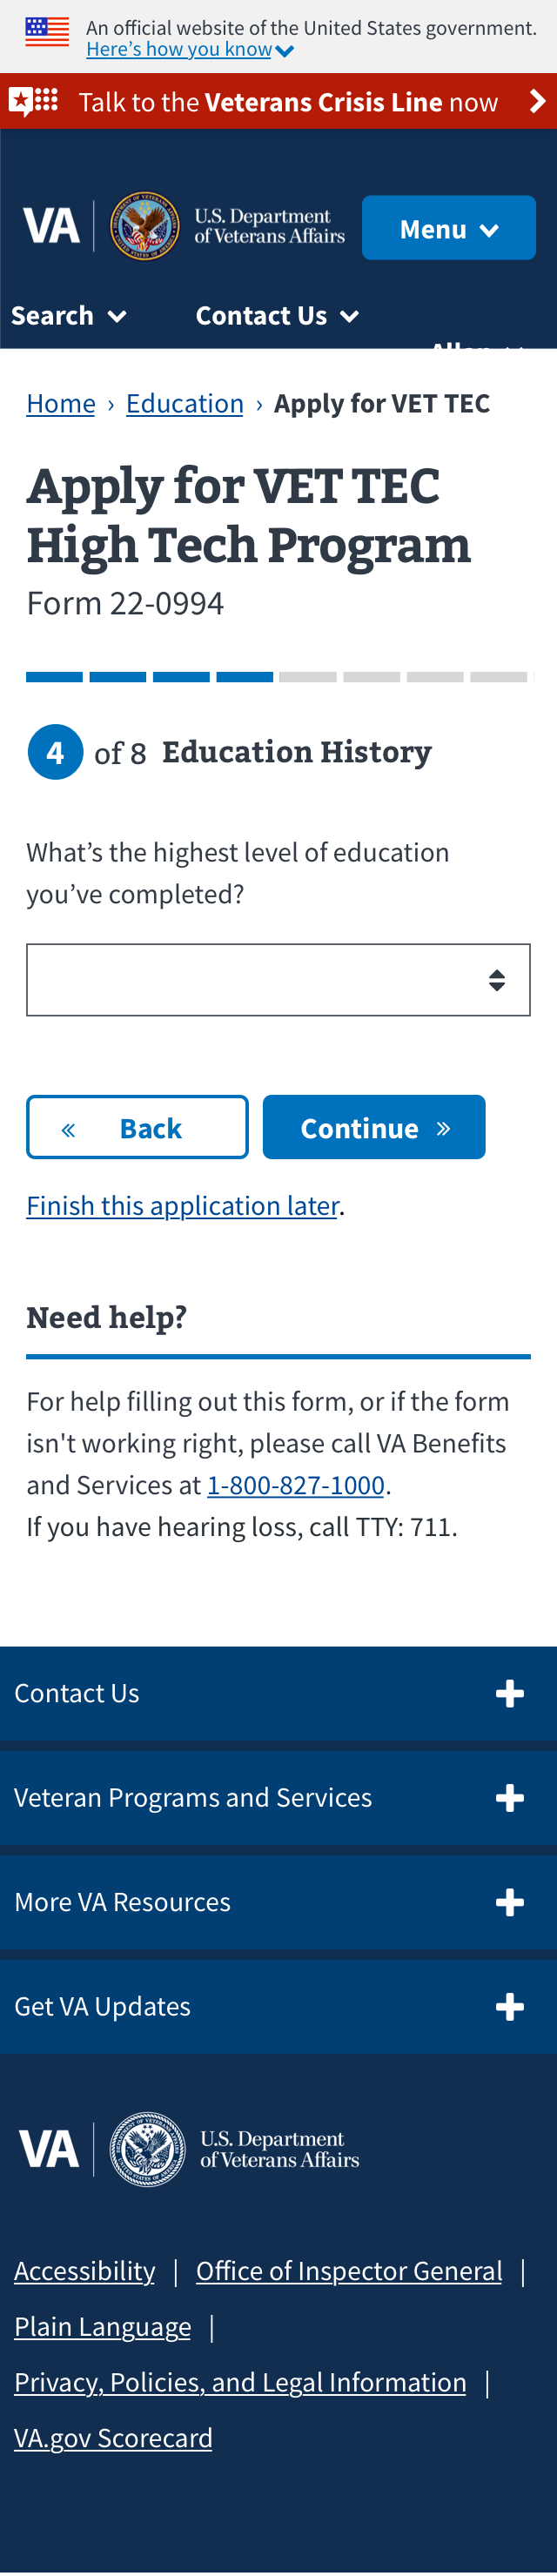 An official website of the United States government.
Here’s how you know
Talk to the Veterans Crisis Line now
VA
U.S. Department
of Veterans Affairs
Menu
Search
Contact Us
Home › Education › Apply for VET TEC
Apply for VET TEC
High Tech Program
Form 22-0994
4 of 8 Education History
What’s the highest level of education
you’ve completed?
« Back
Continue »
Finish this application later.
Need help?
For help filling out this form, or if the form
isn't working right, please call VA Benefits
and Services at 1-800-827-1000.
If you have hearing loss, call TTY: 711.
Contact Us
Veteran Programs and Services
More VA Resources
Get VA Updates
VA
U.S. Department
of Veterans Affairs
Accessibility | Office of Inspector General |
Plain Language |
Privacy, Policies, and Legal Information |
VA.gov Scorecard